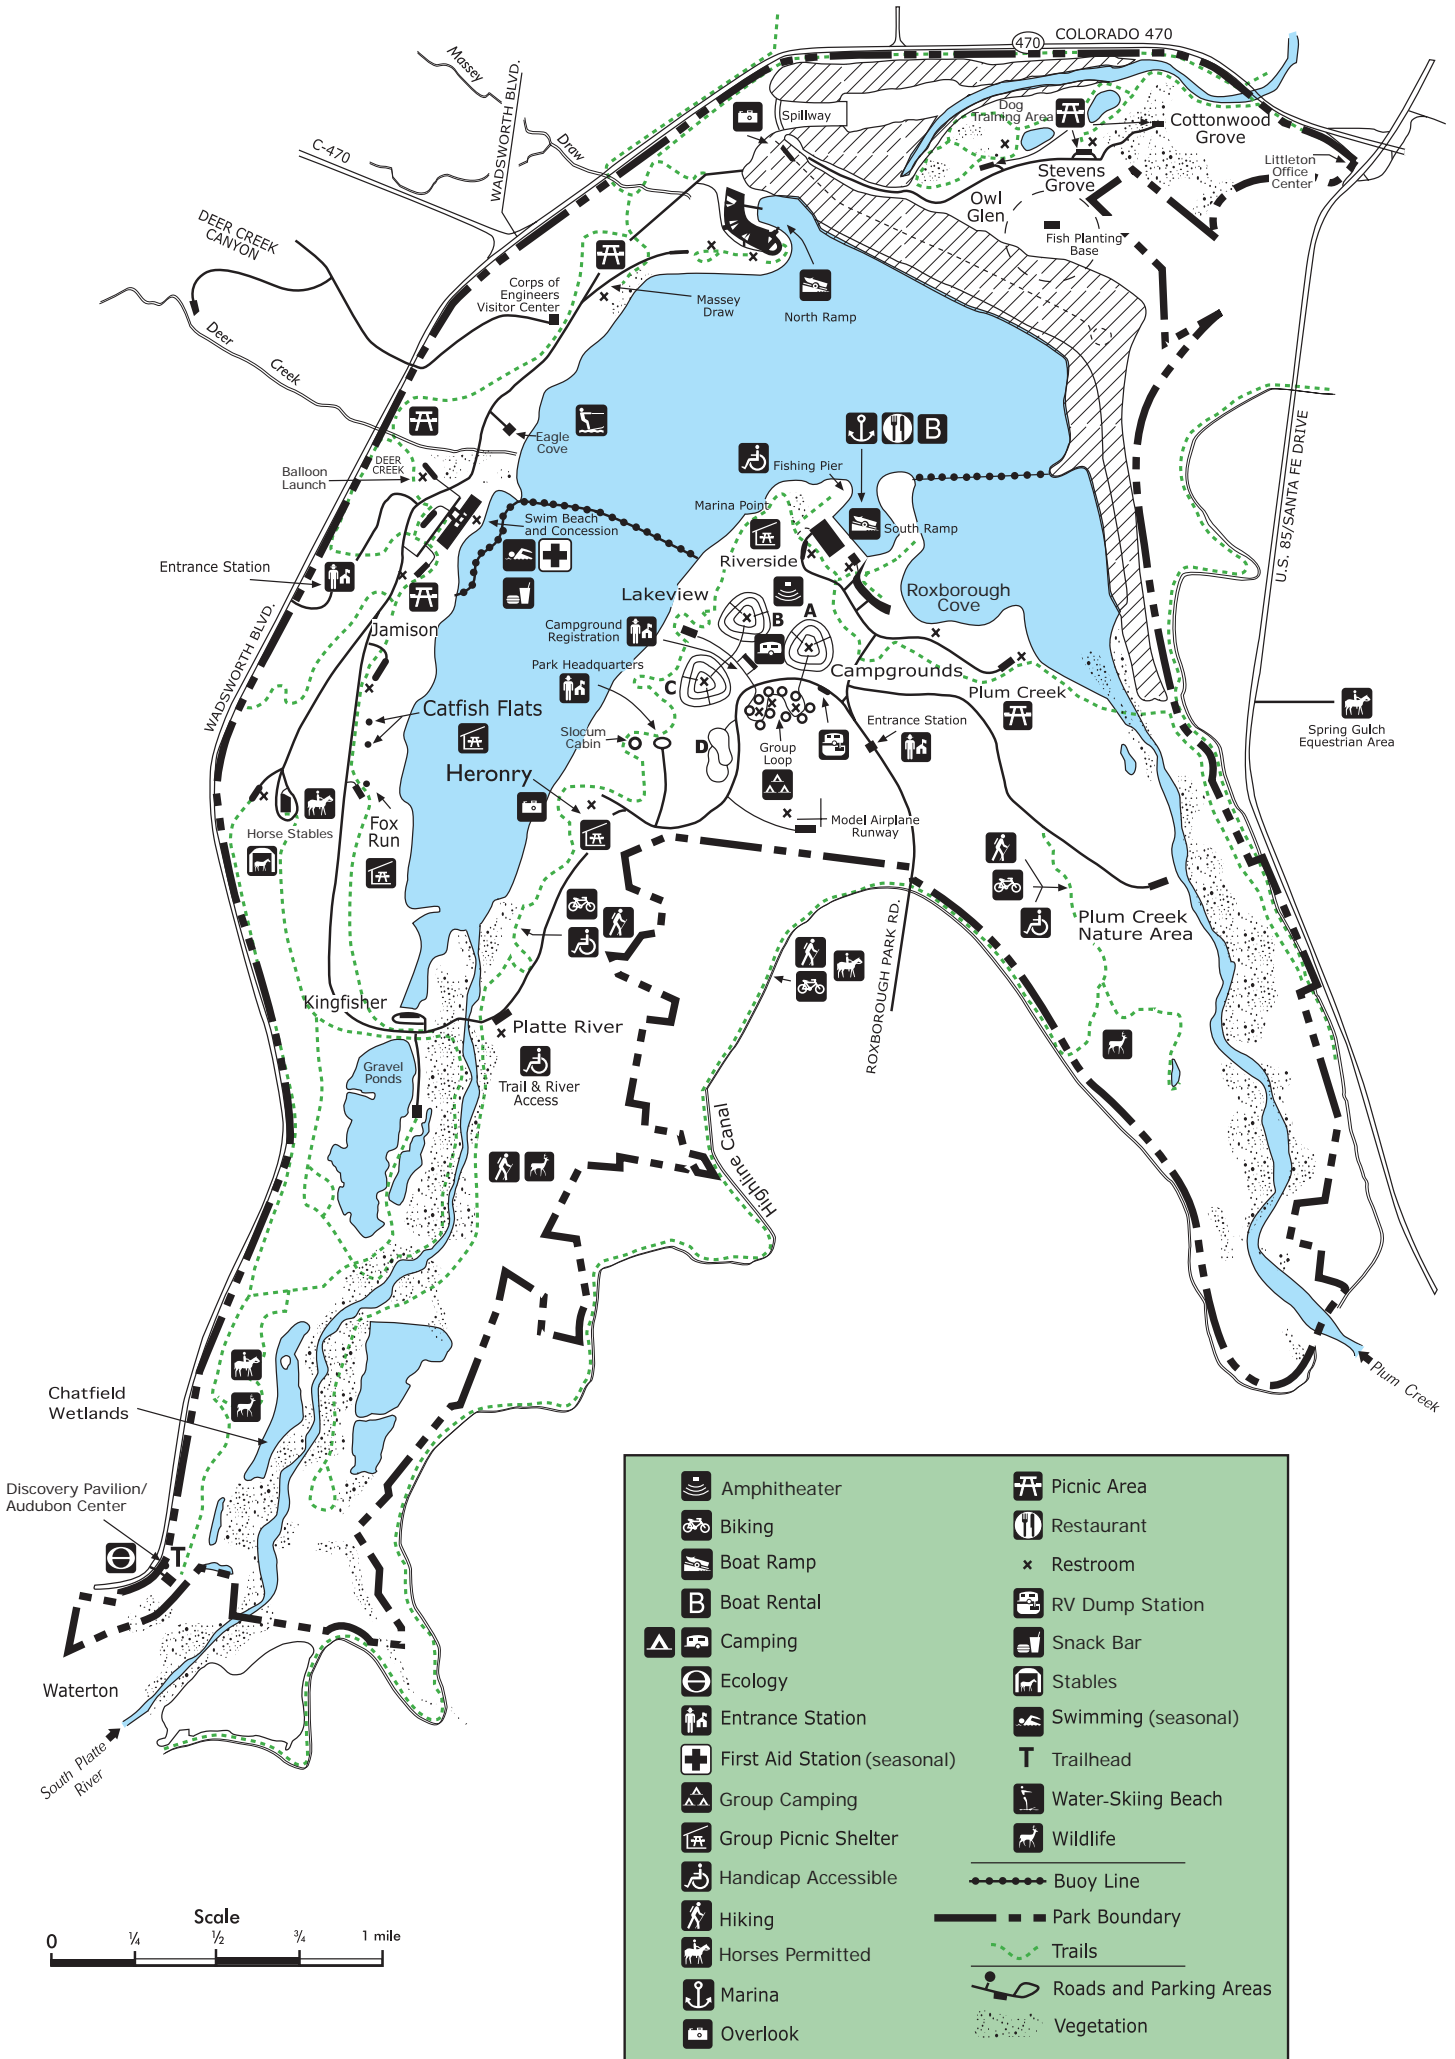 COLORADO 470
470
Massey
Draw
WADSWORTH BLVD.
C-470
Spillway
Dog
Training Area
Cottonwood
Grove
Stevens
Grove
Littleton
Office
Center
Owl
Glen
Fish Planting
Base
DEER CREEK
CANYON
Corps of
Engineers
Visitor Center
Massey
Draw
North Ramp
Deer
Creek
U.S. 85/SANTA FE DRIVE
Eagle
Cove
B
Balloon
Launch
DEER
CREEK
Fishing Pier
Marina Point
Swim Beach
and Concession
South Ramp
Entrance Station
Riverside
Lakeview
Roxborough
Cove
B
A
Campground
Registration
Jamison
WADSWORTH BLVD.
Park Headquarters
C
Campgrounds
Plum Creek
Catfish Flats
Slocum
Cabin
D
Group
Loop
Entrance Station
Spring Gulch
Equestrian Area
Heronry
Horse Stables
Fox
Run
Model Airplane
Runway
ROXBOROUGH PARK RD.
Plum Creek
Nature Area
Kingfisher
Platte River
Trail & River
Access
Gravel
Ponds
Highline Canal
Chatfield
Wetlands
Plum Creek
Discovery Pavilion/
Audubon Center
T
Waterton
South Platte
River
Amphitheater
Biking
Boat Ramp
B Boat Rental
Camping
Ecology
Entrance Station
First Aid Station (seasonal)
Group Camping
Group Picnic Shelter
Handicap Accessible
Hiking
Horses Permitted
Marina
Overlook
Picnic Area
Restaurant
Restroom
RV Dump Station
Snack Bar
Stables
Swimming (seasonal)
T Trailhead
Water-Skiing Beach
Wildlife
Buoy Line
Park Boundary
Trails
Roads and Parking Areas
Vegetation
Scale
0 ¼ ½ ¾ 1 mile